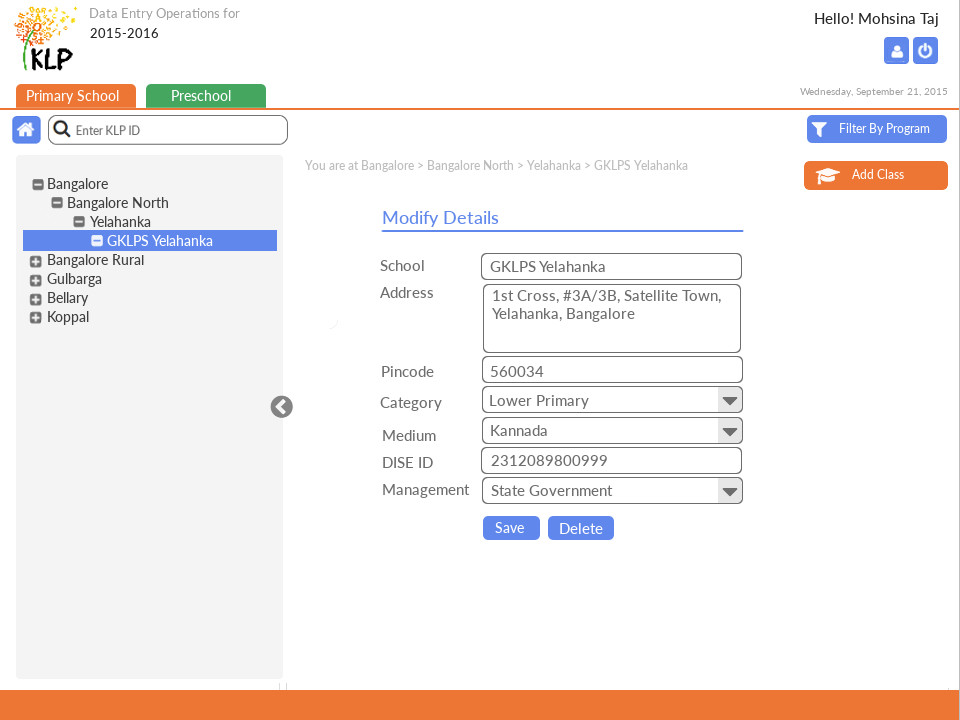 Data Entry Operations for
2015-2016
KLP
Hello! Mohsina Taj
Primary School
Preschool
Wednesday, September 21, 2015
Enter KLP ID
Filter By Program
You are at Bangalore > Bangalore North > Yelahanka > GKLPS Yelahanka
Add Class
Bangalore
Bangalore North
Yelahanka
GKLPS Yelahanka
Bangalore Rural
Gulbarga
Bellary
Koppal
Modify Details
School GKLPS Yelahanka
Address 1st Cross, #3A/3B, Satellite Town,
Yelahanka, Bangalore
Pincode 560034
Category Lower Primary
Medium Kannada
DISE ID 2312089800999
Management State Government
Save Delete